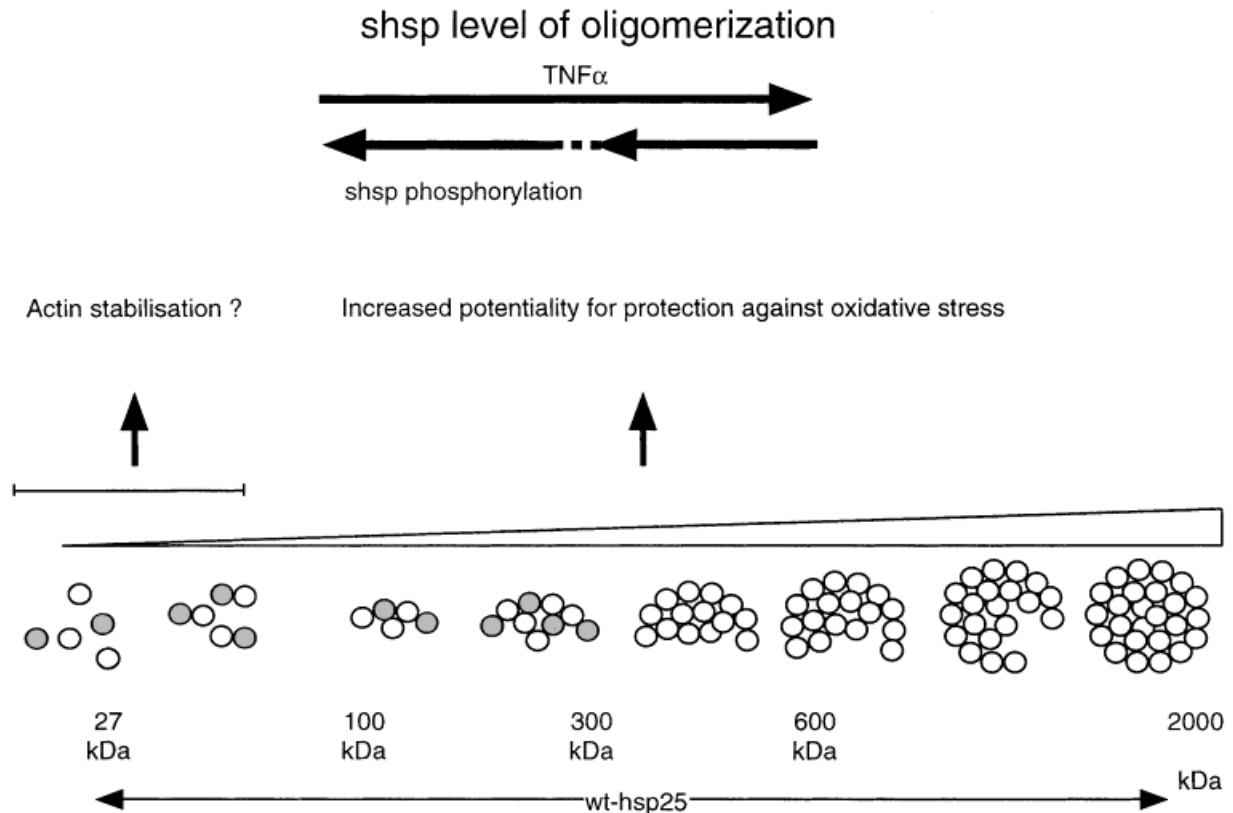 shsp level of oligomerization
TNFα
shsp phosphorylation
Actin stabilisation ?
Increased potentiality for protection against oxidative stress
27
kDa
100
kDa
300
kDa
600
kDa
2000
kDa
wt-hsp25